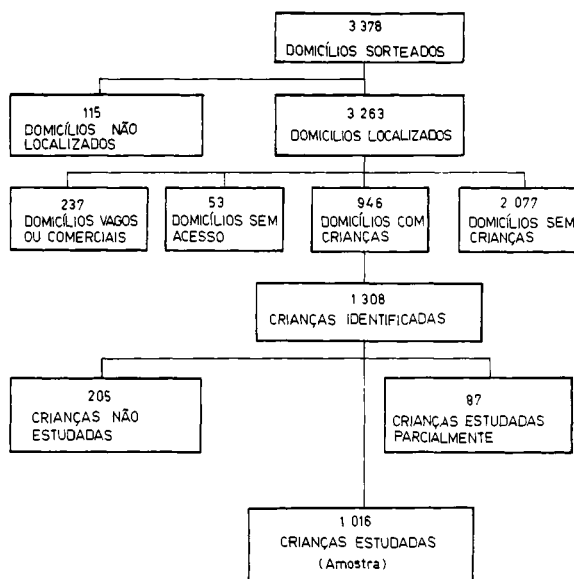 3 378
DOMICÍLIOS SORTEADOS
115
DOMICÍLIOS NÃO
LOCALIZADOS
3 263
DOMICILIOS LOCALIZADOS
237
DOMICÍLIOS VAGOS
OU COMERCIAIS
53
DOMICÍLIOS SEM
ACESSO
946
DOMICÍLIOS COM
CRIANÇAS
2 077
DOMICÍLIOS SEM
CRIANÇAS
1 308
CRIANÇAS IDENTIFICADAS
205
CRIANÇAS NÃO
ESTUDADAS
87
CRIANÇAS ESTUDADAS
PARCIALMENTE
1 016
CRIANÇAS ESTUDADAS
(Amostra)